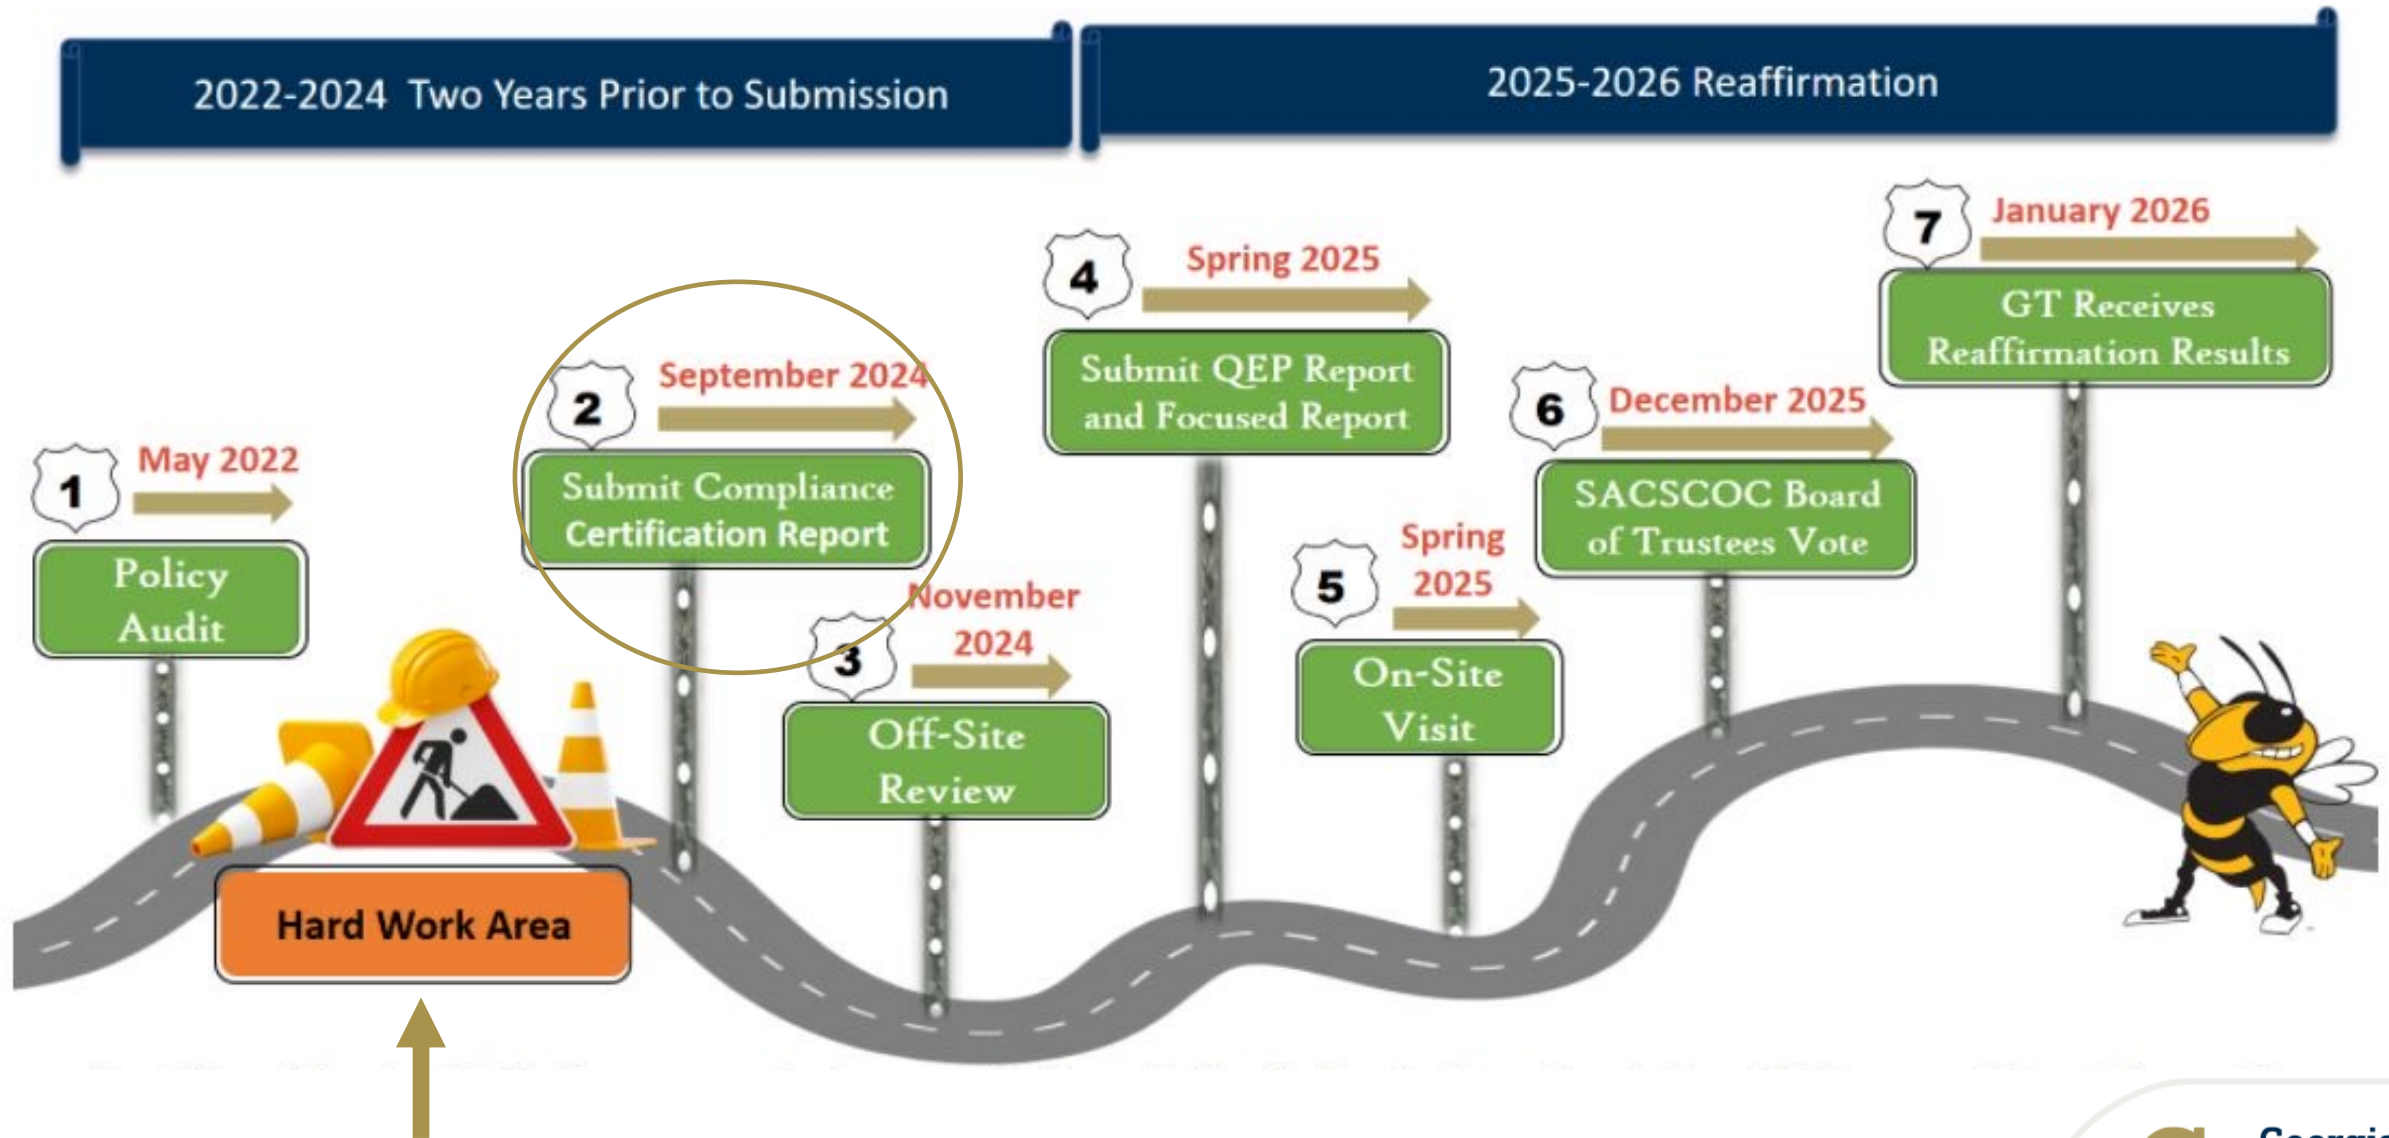 2022-2024 Two Years Prior to Submission
2025-2026 Reaffirmation
1
May 2022
Policy
Audit
Hard Work Area
2
September 2024
Submit Compliance
Certification Report
3
November
2024
Off-Site
Review
4
Spring 2025
Submit QEP Report
and Focused Report
5
Spring
2025
On-Site
Visit
6
December 2025
SACSCOC Board
of Trustees Vote
7
January 2026
GT Receives
Reaffirmation Results